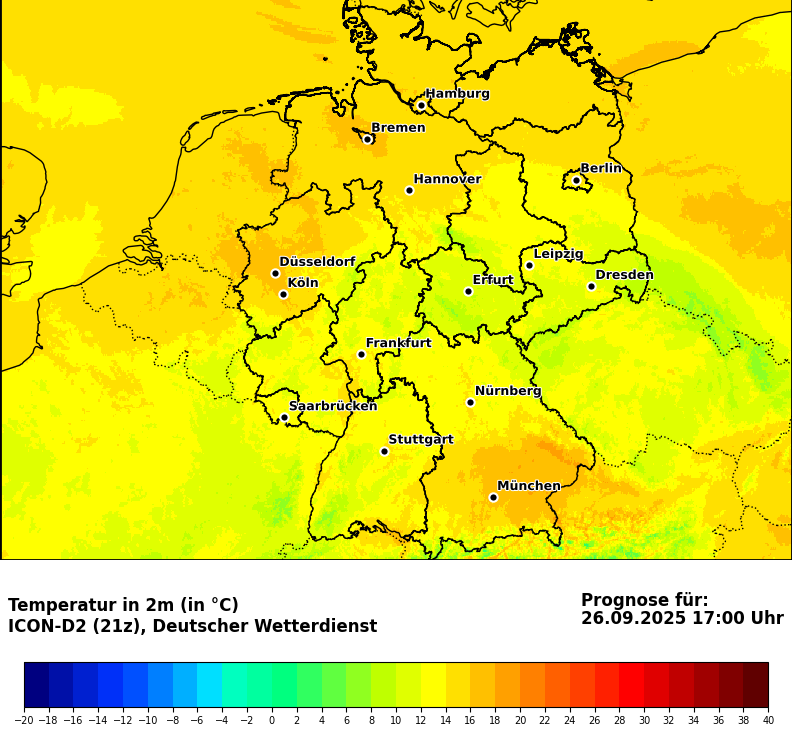 Hamburg
Bremen
Berlin
Hannover
Leipzig
Düsseldorf
Dresden
Köln
Erfurt
Frankfurt
Nürnberg
Saarbrücken
Stuttgart
München
Temperatur in 2m (in °C)
ICON-D2 (21z), Deutscher Wetterdienst
Prognose für:
26.09.2025 17:00 Uhr
−20 −18 −16 −14 −12 −10 −8 −6 −4 −2 0 2 4 6 8 10 12 14 16 18 20 22 24 26 28 30 32 34 36 38 40